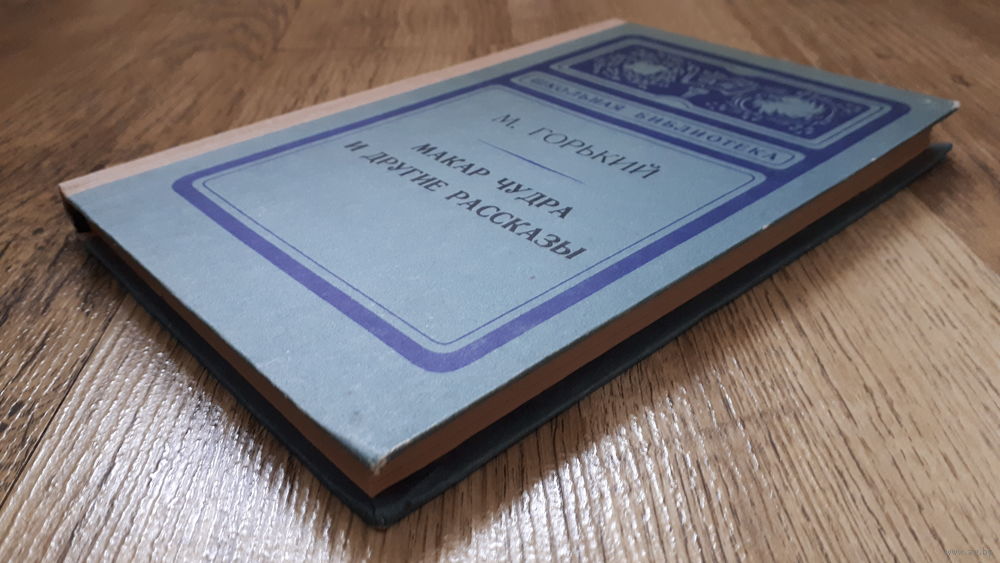 ШКОЛЬНАЯ БИБЛИОТЕКА
М. ГОРЬКИЙ
МАКАР ЧУДРА
И ДРУГИЕ РАССКАЗЫ